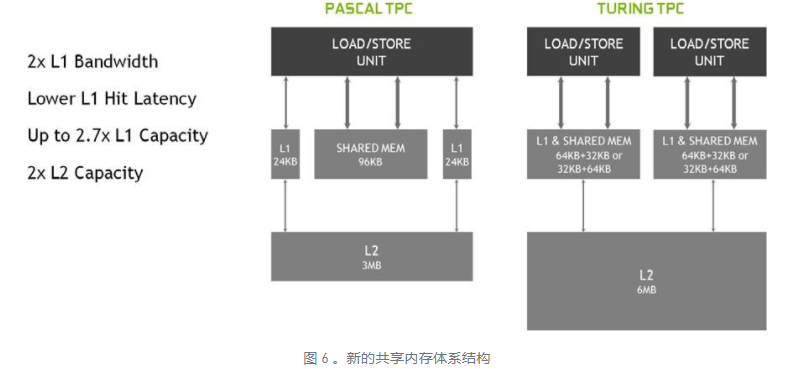 PASCAL TPC
TURING TPC
2x L1 Bandwidth
Lower L1 Hit Latency
Up to 2.7x L1 Capacity
2x L2 Capacity
LOAD/STORE
UNIT
L1
24KB
SHARED MEM
96KB
L1
24KB
L2
3MB
LOAD/STORE
UNIT
LOAD/STORE
UNIT
L1 & SHARED MEM
64KB+32KB or
32KB+64KB
L1 & SHARED MEM
64KB+32KB or
32KB+64KB
L2
6MB
图 6 。新的共享内存体系结构